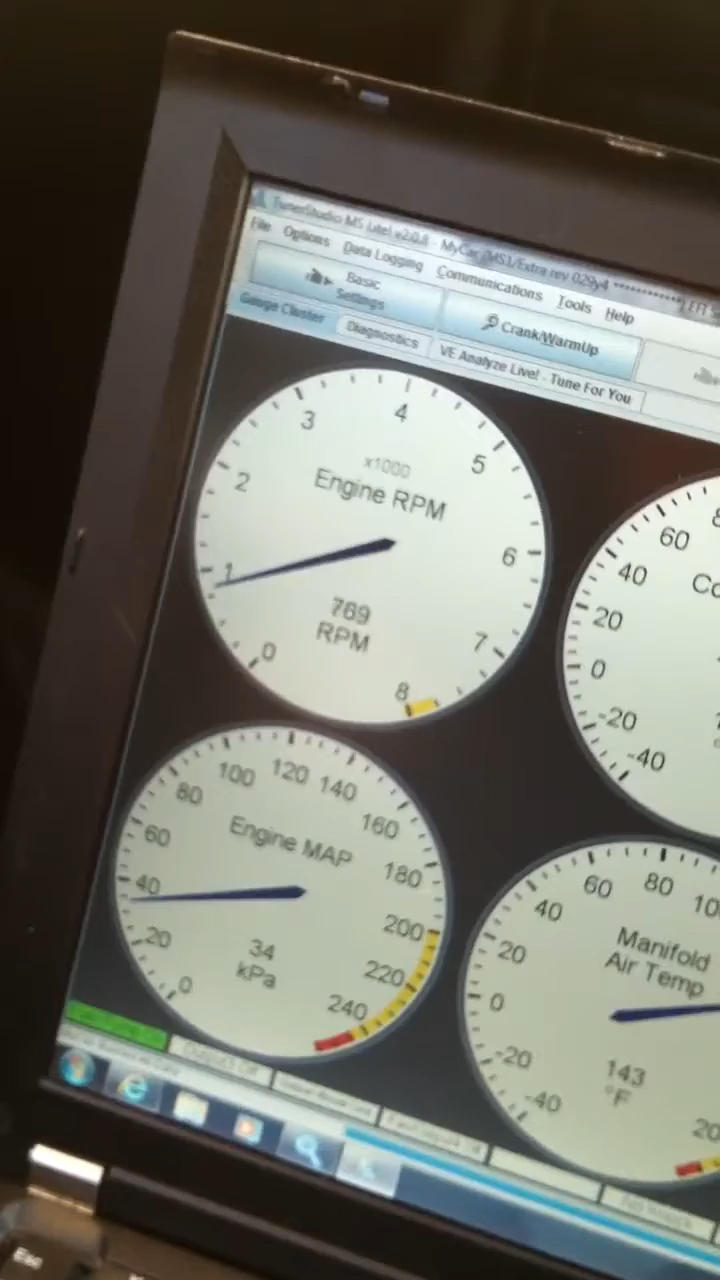 TunerStudio MS Lite! v2.0.8 - MyCar (MS1/Extra rev 029y4 **********) EFI
File Options Data Logging Communications Tools Help
Basic
Settings
Crank/WarmUp
Gauge Cluster
Diagnostics
VE Analyze Live! - Tune For You
0
1
2
3
4
5
6
7
8
x1000
Engine RPM
769
RPM
60
40
20
0
-20
-40
0
20
40
60
80
100
120
140
160
180
200
220
240
Engine MAP
34
kPa
-40
-20
0
20
40
60
80
Manifold
Air Temp
143
°F
Esc